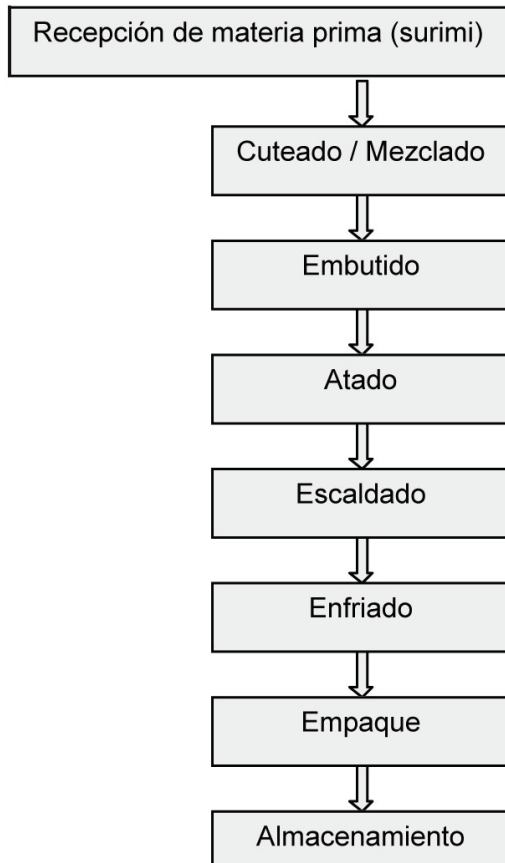 Recepción de materia prima (surimi)
Cuteado / Mezclado
Embutido
Atado
Escaldado
Enfriado
Empaque
Almacenamiento